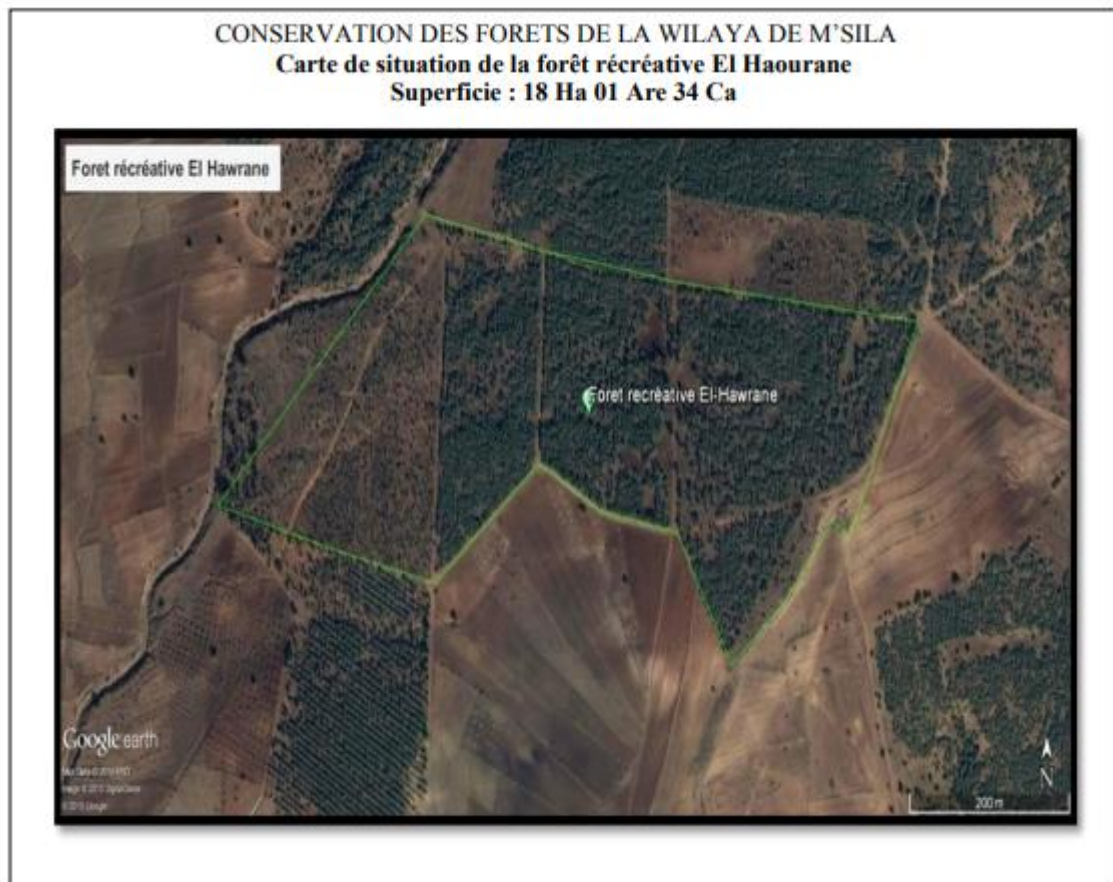 CONSERVATION DES FORETS DE LA WILAYA DE M'SILA
Carte de situation de la forêt récréative El Haourane
Superficie : 18 Ha 01 Are 34 Ca
Foret récréative El Hawrane
Foret recréative El-Hawrane
Google earth
N
200 m